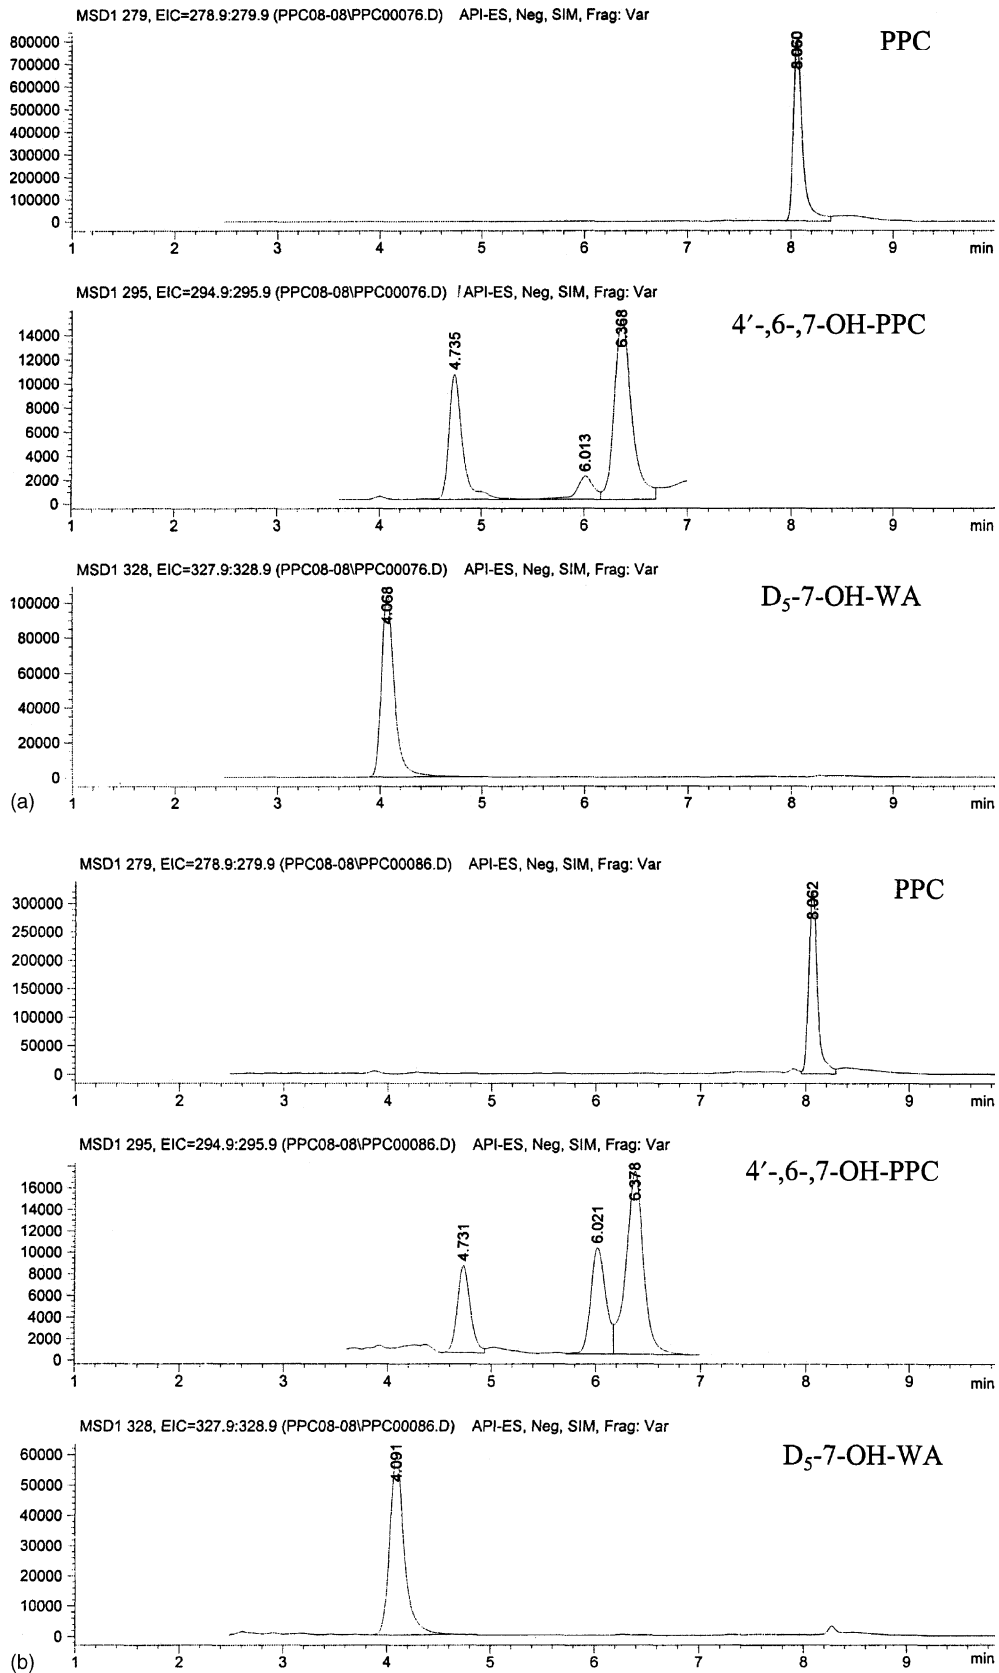 MSD1 279, EIC=278.9:279.9 (PPC08-08\PPC00076.D) API-ES, Neg, SIM, Frag: Var
PPC
8.060
800000
700000
600000
500000
400000
300000
200000
100000
0
1 2 3 4 5 6 7 8 9 min
MSD1 295, EIC=294.9:295.9 (PPC08-08\PPC00076.D) API-ES, Neg, SIM, Frag: Var
4′-,6-,7-OH-PPC
4.735
6.013
6.368
14000
12000
10000
8000
6000
4000
2000
0
1 2 3 4 5 6 7 8 9 min
MSD1 328, EIC=327.9:328.9 (PPC08-08\PPC00076.D) API-ES, Neg, SIM, Frag: Var
D₅-7-OH-WA
4.068
100000
80000
60000
40000
20000
0
(a)
1 2 3 4 5 6 7 8 9 min
MSD1 279, EIC=278.9:279.9 (PPC08-08\PPC00086.D) API-ES, Neg, SIM, Frag: Var
PPC
8.062
300000
250000
200000
150000
100000
50000
0
1 2 3 4 5 6 7 8 9 min
MSD1 295, EIC=294.9:295.9 (PPC08-08\PPC00086.D) API-ES, Neg, SIM, Frag: Var
4′-,6-,7-OH-PPC
4.731
6.021
6.378
16000
14000
12000
10000
8000
6000
4000
2000
0
1 2 3 4 5 6 7 8 9 min
MSD1 328, EIC=327.9:328.9 (PPC08-08\PPC00086.D) API-ES, Neg, SIM, Frag: Var
D₅-7-OH-WA
4.091
60000
50000
40000
30000
20000
10000
0
(b)
1 2 3 4 5 6 7 8 9 min